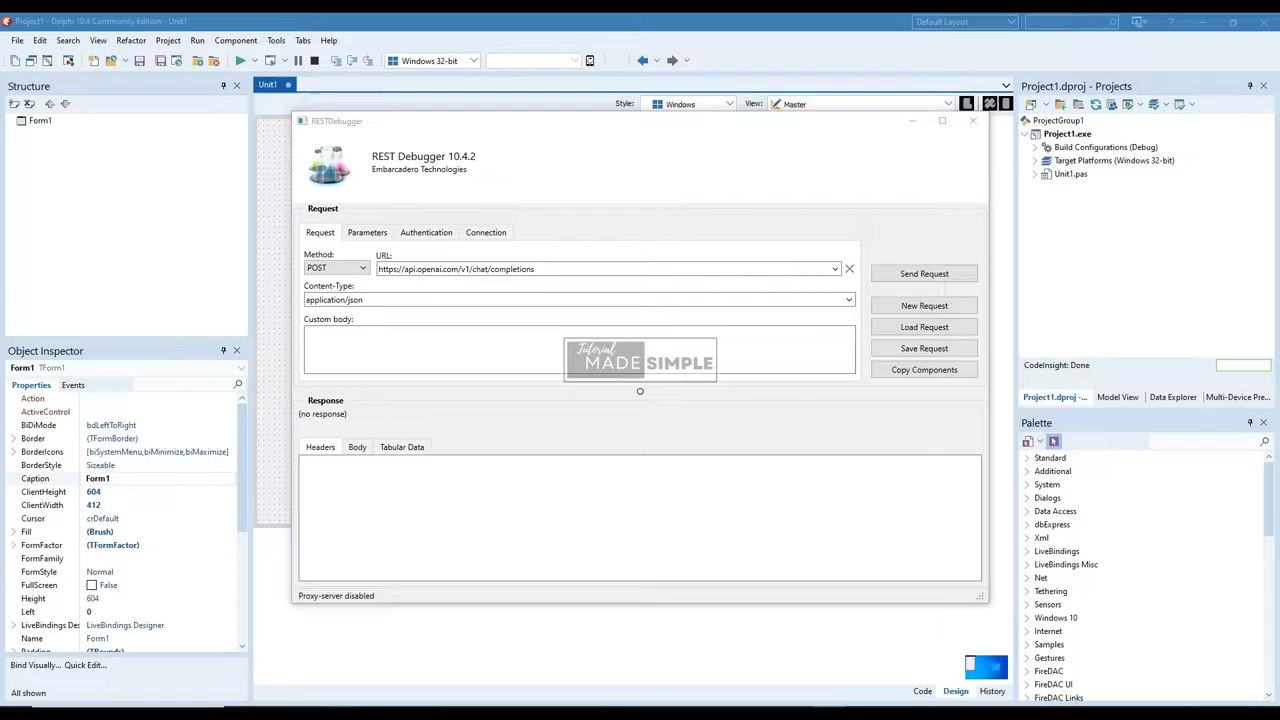 Project1 - Delphi 10.4 Community Edition - Unit1
Default Layout
File Edit Search View Refactor Project Run Component Tools Tabs Help
Windows 32-bit
Structure
Form1
Unit1
Style: Windows View: Master
RESTDebugger
REST Debugger 10.4.2
Embarcadero Technologies
Request
Request Parameters Authentication Connection
Method:
POST
URL:
https://api.openai.com/v1/chat/completions
Content-Type:
application/json
Custom body:
Send Request
New Request
Load Request
Save Request
Copy Components
Tutorial
MADE SIMPLE
Response
(no response)
Headers Body Tabular Data
Proxy-server disabled
Object Inspector
Form1 TForm1
Properties Events
Action
ActiveControl
BiDiMode bdLeftToRight
Border (TFormBorder)
BorderIcons [biSystemMenu,biMinimize,biMaximize]
BorderStyle Sizeable
Caption Form1
ClientHeight 604
ClientWidth 412
Cursor crDefault
Fill (Brush)
FormFactor (TFormFactor)
FormFamily
FormStyle Normal
FullScreen False
Height 604
Left 0
LiveBindings Des LiveBindings Designer
Name Form1
Padding (TBounds)
Bind Visually... Quick Edit...
All shown
Code Design History
Project1.dproj - Projects
ProjectGroup1
Project1.exe
Build Configurations (Debug)
Target Platforms (Windows 32-bit)
Unit1.pas
CodeInsight: Done
Project1.dproj -... Model View Data Explorer Multi-Device Pre...
Palette
Standard
Additional
System
Dialogs
Data Access
dbExpress
Xml
LiveBindings
LiveBindings Misc
Net
Tethering
Sensors
Windows 10
Internet
Samples
Gestures
FireDAC
FireDAC UI
FireDAC Links